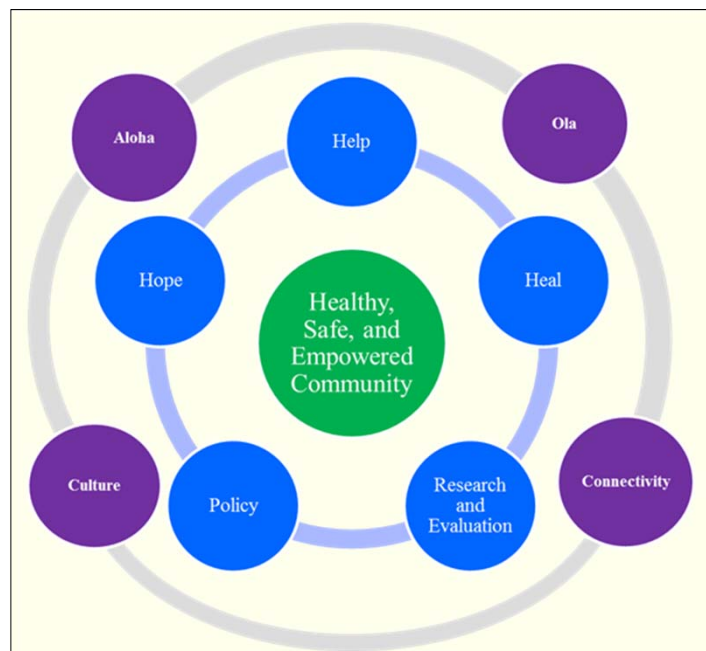 Aloha
Ola
Help
Hope
Heal
Healthy,
Safe, and
Empowered
Community
Culture
Connectivity
Policy
Research
and
Evaluation